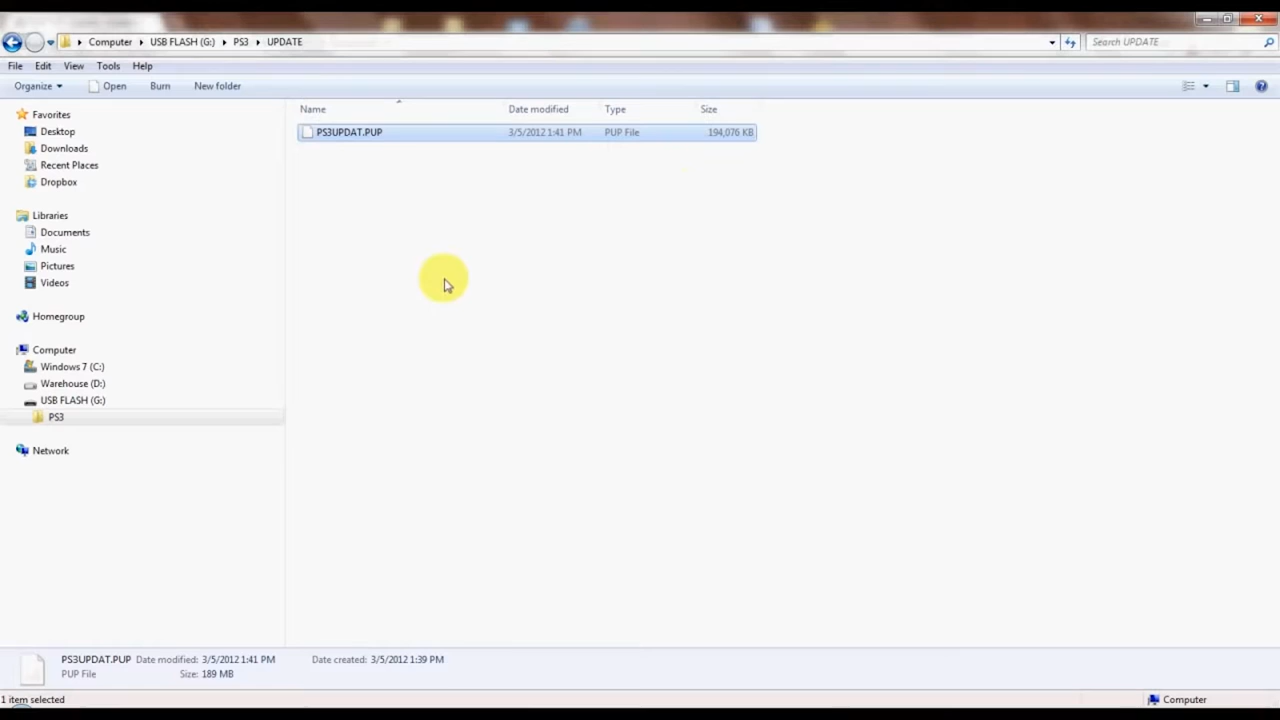 Computer USB FLASH (G:) PS3 UPDATE Search UPDATE
File Edit View Tools Help
Organize Open Burn New folder
Name Date modified Type Size
PS3UPDAT.PUP 3/5/2012 1:41 PM PUP File 194,076 KB
Favorites
Desktop
Downloads
Recent Places
Dropbox
Libraries
Documents
Music
Pictures
Videos
Homegroup
Computer
Windows 7 (C:)
Warehouse (D:)
USB FLASH (G:)
PS3
Network
PS3UPDAT.PUP Date modified: 3/5/2012 1:41 PM Date created: 3/5/2012 1:39 PM
PUP File Size: 189 MB
1 item selected Computer